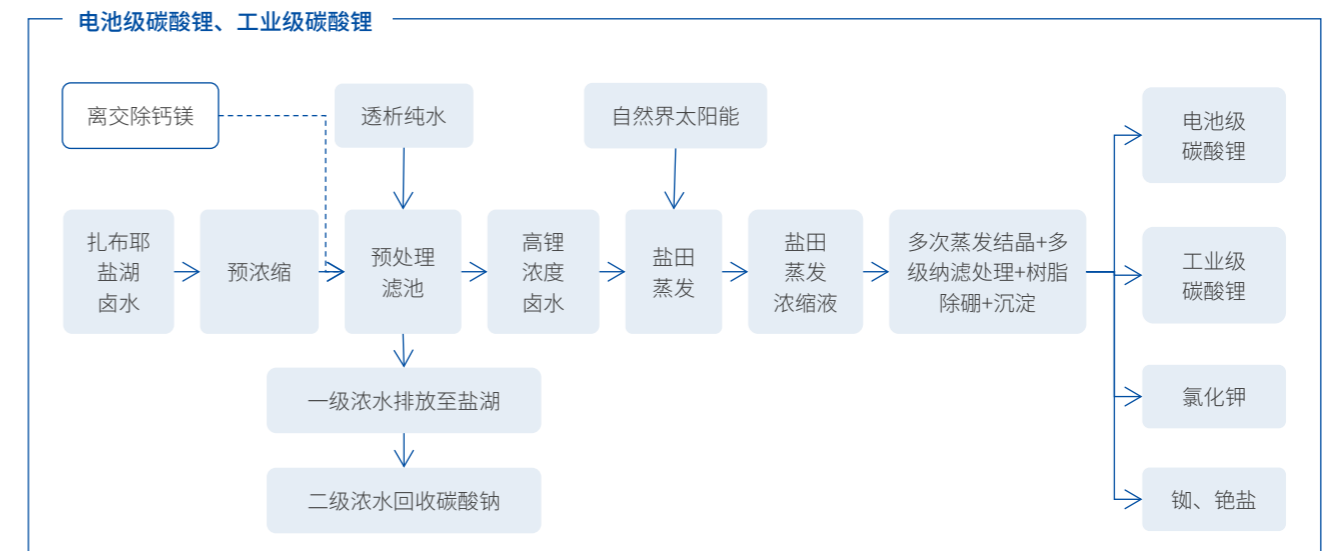 电池级碳酸锂、工业级碳酸锂
离交除钙镁
透析纯水
自然界太阳能
扎布耶
盐湖
卤水
预浓缩
预处理
滤池
高锂
浓度
卤水
盐田
蒸发
盐田
蒸发
浓缩液
多次蒸发结晶+多
级纳滤处理+树脂
除硼+沉淀
电池级
碳酸锂
工业级
碳酸锂
氯化钾
铷、铯盐
一级浓水排放至盐湖
二级浓水回收碳酸钠